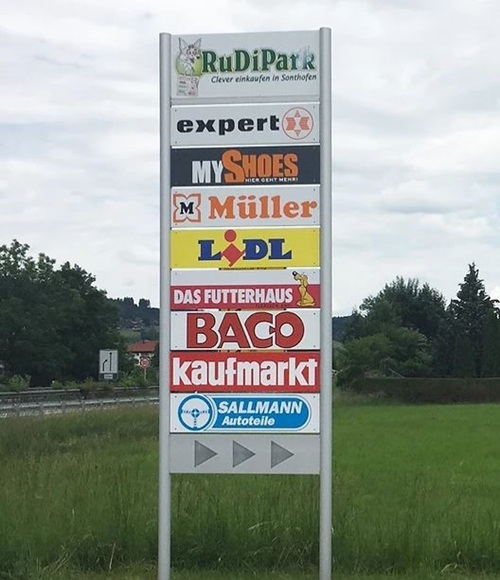 RuDiPark
Clever einkaufen in Sonthofen
expert
MYSHOES
HIER GEHT MEHR!
M Müller
LiDL
DAS FUTTERHAUS
BACO
kaufmarkt
SALLMANN
Autoteile